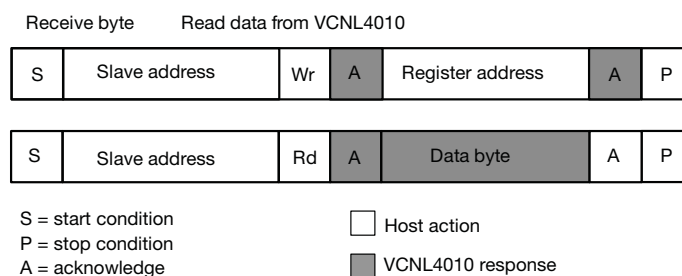 Receive byte Read data from VCNL4010
S Slave address Wr A Register address A P
S Slave address Rd A Data byte A P
S = start condition
P = stop condition
A = acknowledge
Host action
VCNL4010 response